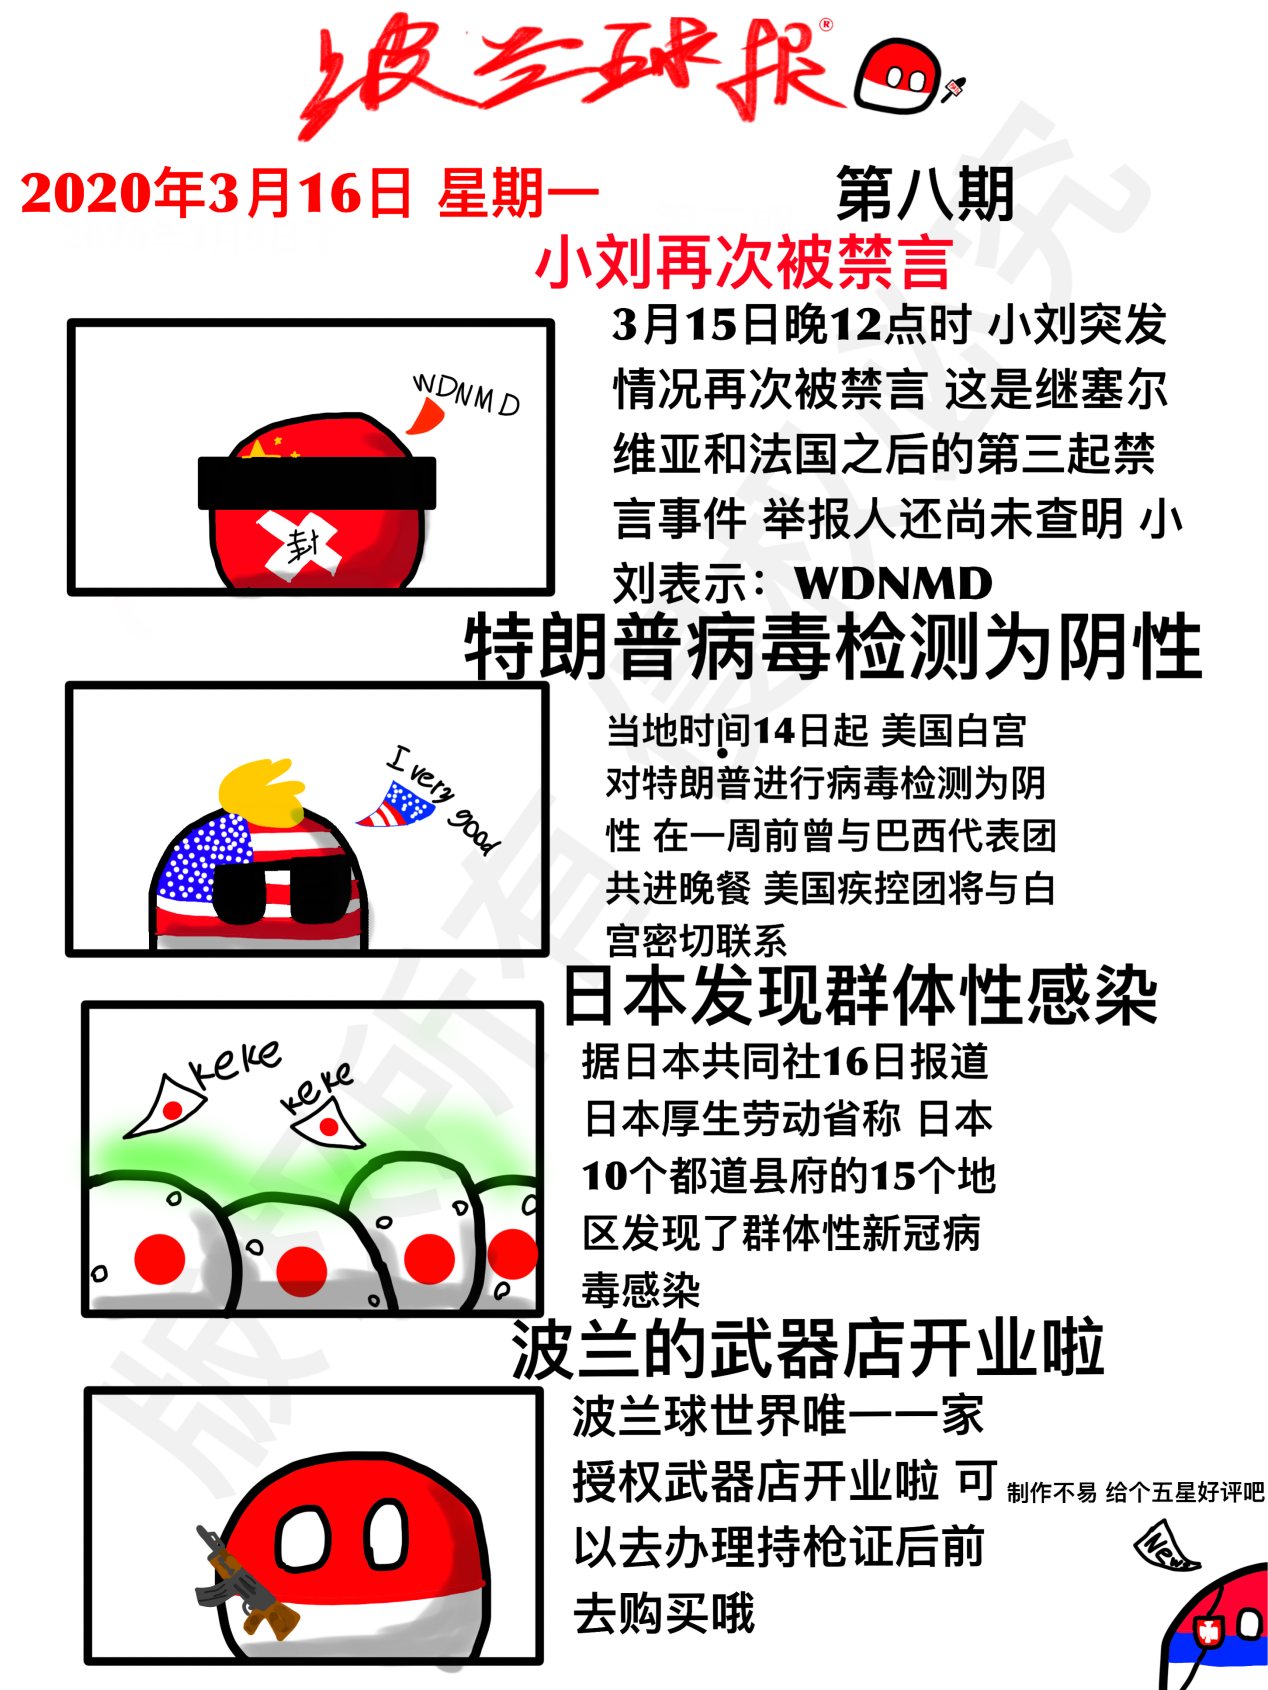 波兰球报®
2020年3月16日 星期一
第八期
小刘再次被禁言
3月15日晚12点时 小刘突发
情况再次被禁言 这是继塞尔
维亚和法国之后的第三起禁
言事件 举报人还尚未查明 小
刘表示：WDNMD
WDNMD
封
特朗普病毒检测为阴性
当地时间14日起 美国白宫
对特朗普进行病毒检测为阴
性 在一周前曾与巴西代表团
共进晚餐 美国疾控团将与白
宫密切联系
I very good
日本发现群体性感染
据日本共同社16日报道
日本厚生劳动省称 日本
10个都道县府的15个地
区发现了群体性新冠病
毒感染
keke
keke
波兰的武器店开业啦
波兰球世界唯一一家
授权武器店开业啦 可
以去办理持枪证后前
去购买哦
制作不易 给个五星好评吧
News
版权所有 侵权必究